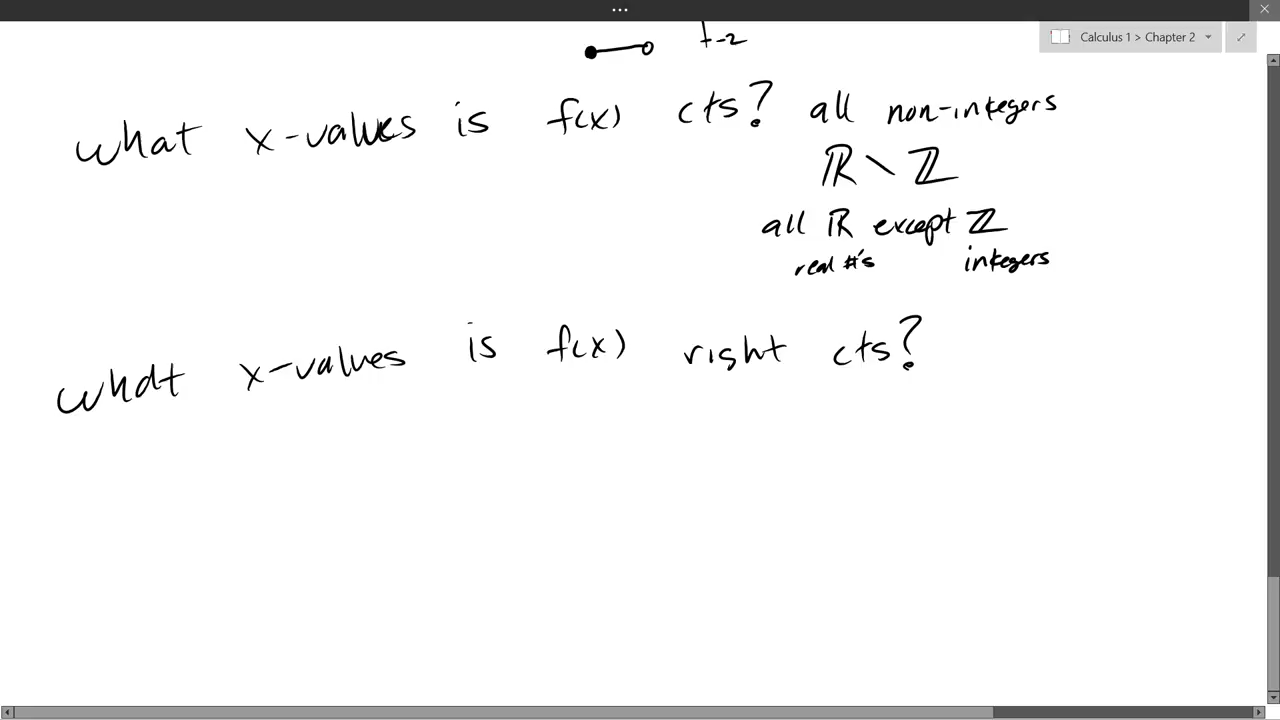 Calculus 1 > Chapter 2
-2
what x-values is f(x) cts? all non-integers
ℝ \ ℤ
all ℝ except ℤ
real #'s integers
what x-values is f(x) right cts?